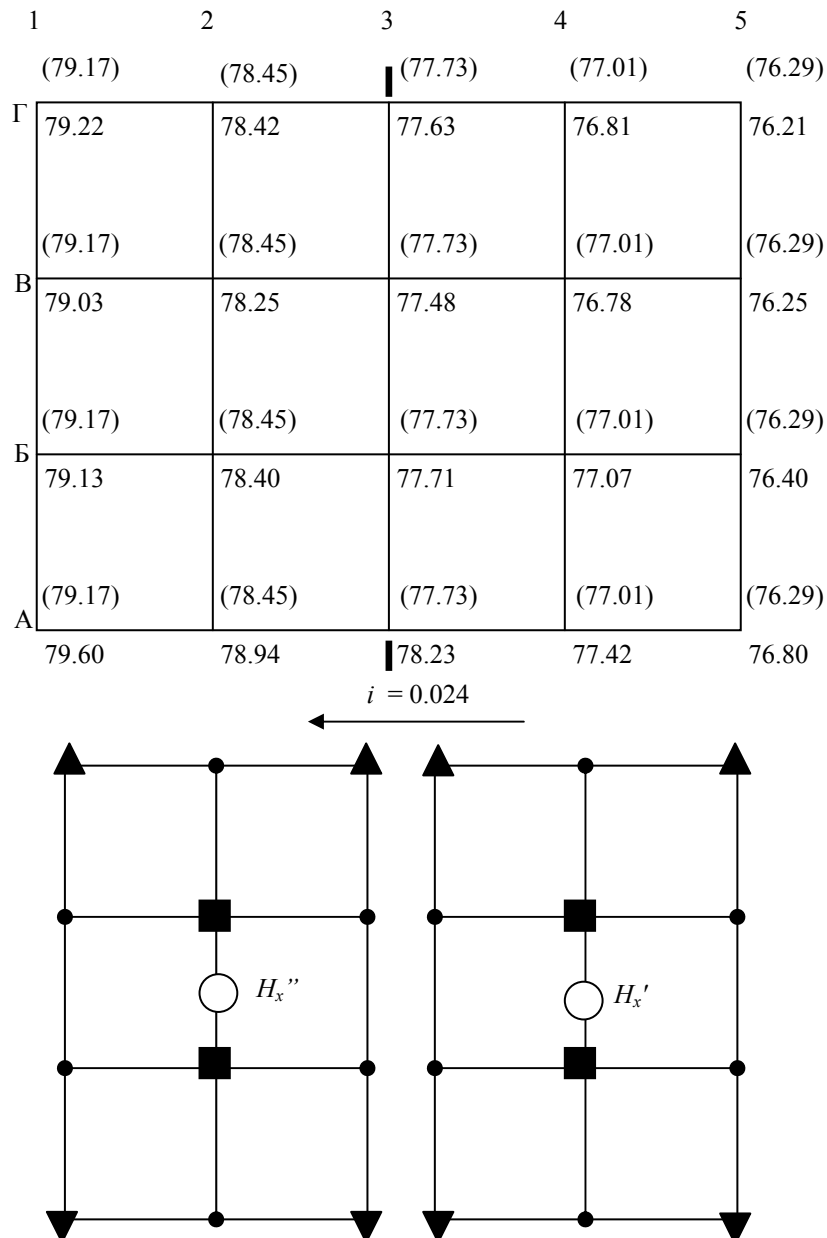 1 2 3 4 5
(79.17) (78.45) (77.73) (77.01) (76.29)
Г 79.22 78.42 77.63 76.81 76.21
(79.17) (78.45) (77.73) (77.01) (76.29)
В 79.03 78.25 77.48 76.78 76.25
(79.17) (78.45) (77.73) (77.01) (76.29)
Б 79.13 78.40 77.71 77.07 76.40
(79.17) (78.45) (77.73) (77.01) (76.29)
А 79.60 78.94 78.23 77.42 76.80
i = 0.024
Hx” Hx'